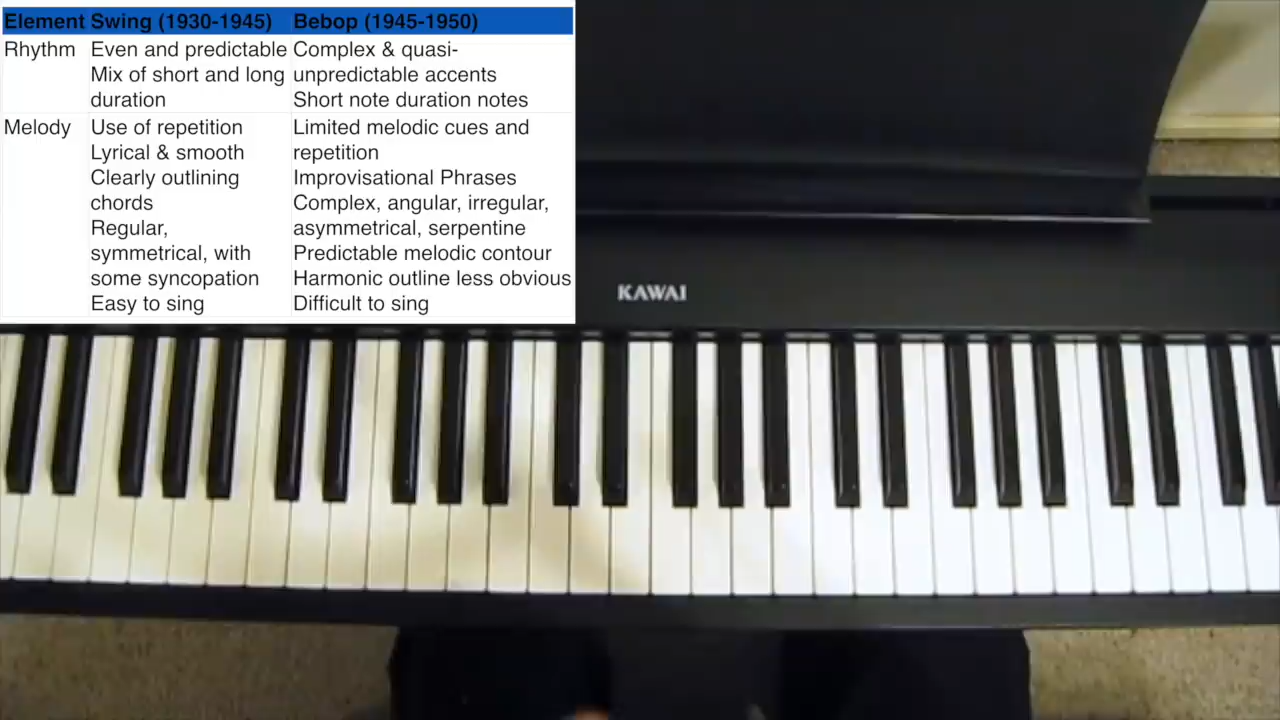 Element Swing (1930-1945) Bebop (1945-1950)
Rhythm Even and predictable Complex & quasi-
Mix of short and long unpredictable accents
duration Short note duration notes
Melody Use of repetition Limited melodic cues and
Lyrical & smooth repetition
Clearly outlining Improvisational Phrases
chords Complex, angular, irregular,
Regular, asymmetrical, serpentine
symmetrical, with Predictable melodic contour
some syncopation Harmonic outline less obvious
Easy to sing Difficult to sing
KAWAI